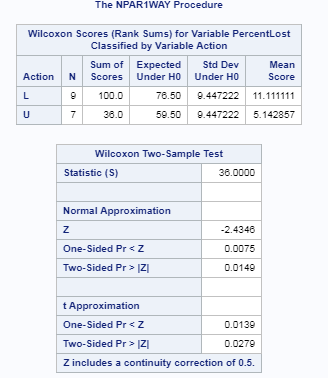 The NPAR1WAY Procedure
Wilcoxon Scores (Rank Sums) for Variable PercentLost
Classified by Variable Action
Action N Sum of Scores Expected Under H0 Std Dev Under H0 Mean Score
L 9 100.0 76.50 9.447222 11.111111
U 7 36.0 59.50 9.447222 5.142857
Wilcoxon Two-Sample Test
Statistic (S) 36.0000
Normal Approximation
Z -2.4346
One-Sided Pr < Z 0.0075
Two-Sided Pr > |Z| 0.0149
t Approximation
One-Sided Pr < Z 0.0139
Two-Sided Pr > |Z| 0.0279
Z includes a continuity correction of 0.5.